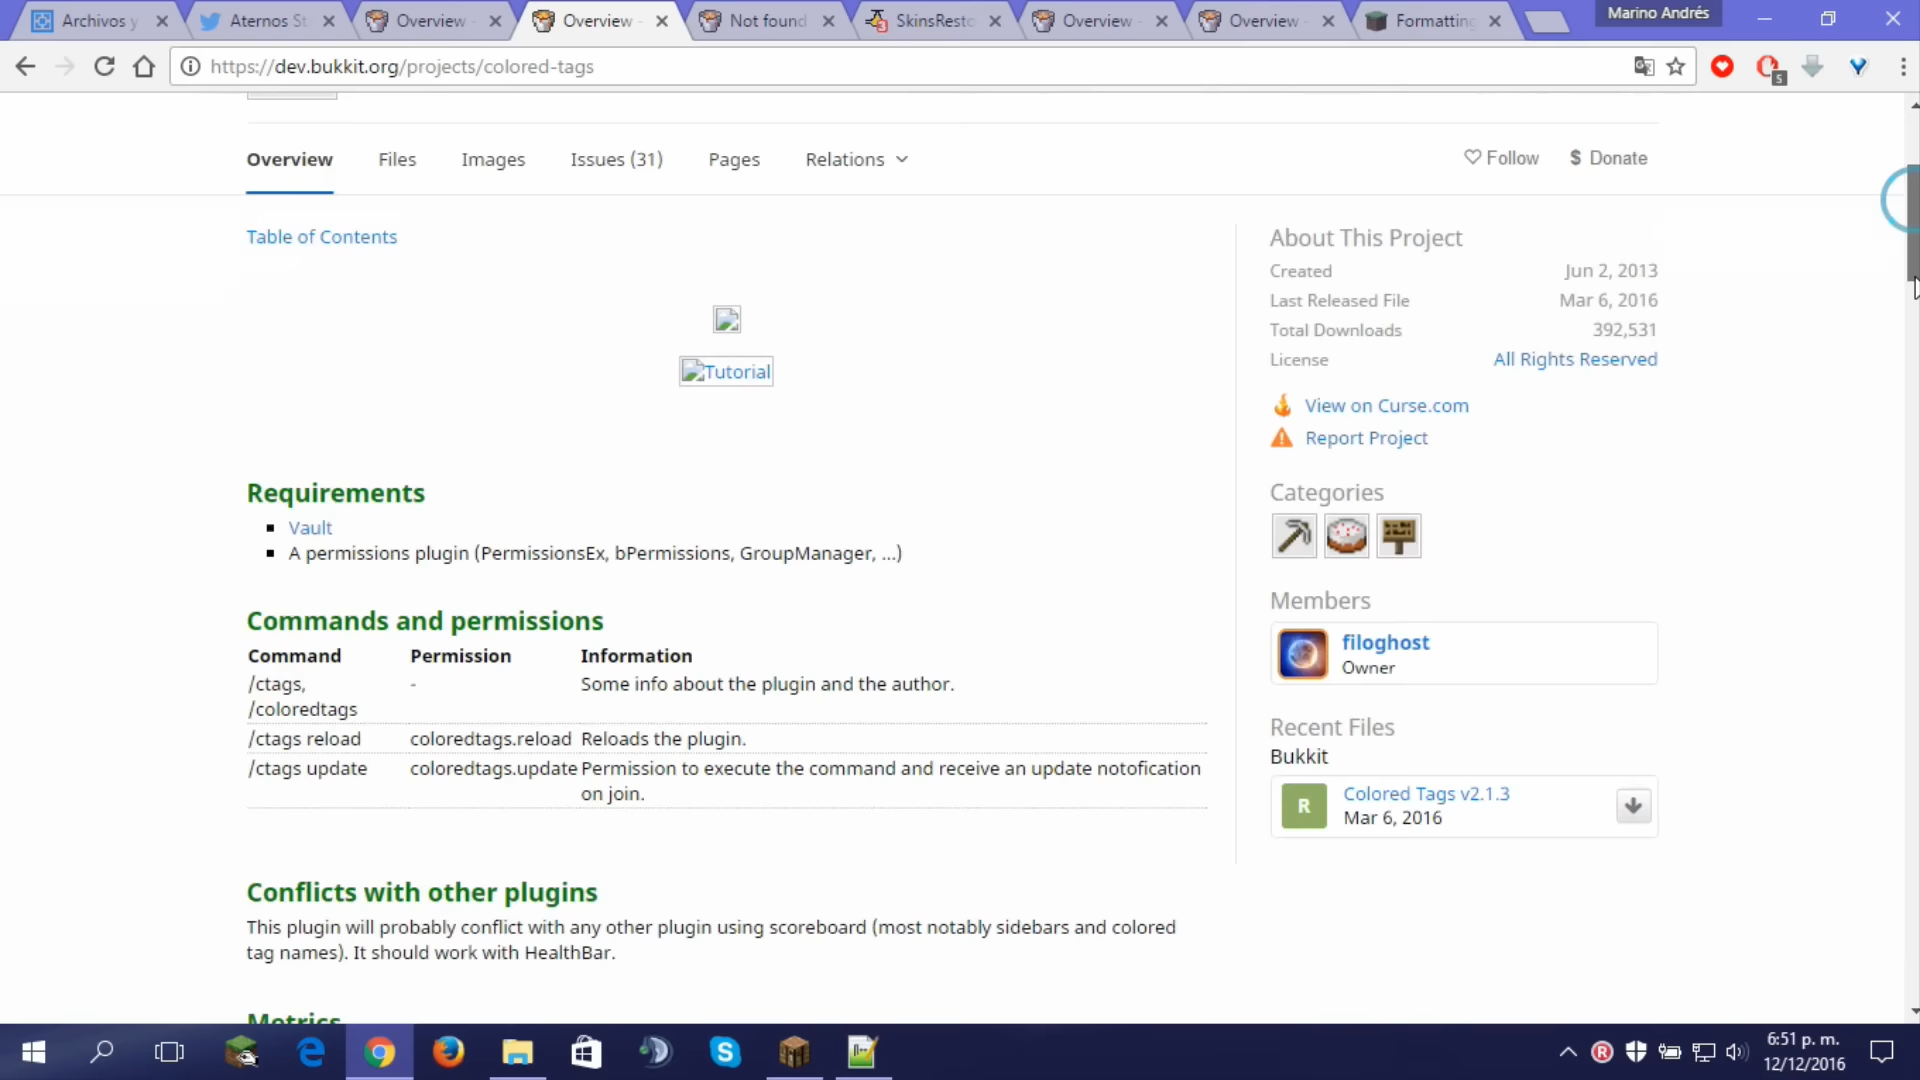 Archivos y
Aternos St
Overview -
Overview -
Not found
SkinsResto
Overview -
Overview -
Formatting
Marino Andrés
https://dev.bukkit.org/projects/colored-tags
5
Overview
Files
Images
Issues (31)
Pages
Relations
Follow
$ Donate
Table of Contents
Tutorial
Requirements
Vault
A permissions plugin (PermissionsEx, bPermissions, GroupManager, ...)
Commands and permissions
Command Permission Information
/ctags, - Some info about the plugin and the author.
/coloredtags
/ctags reload coloredtags.reload Reloads the plugin.
/ctags update coloredtags.update Permission to execute the command and receive an update notofication
on join.
Conflicts with other plugins
This plugin will probably conflict with any other plugin using scoreboard (most notably sidebars and colored
tag names). It should work with HealthBar.
Metrics
About This Project
Created Jun 2, 2013
Last Released File Mar 6, 2016
Total Downloads 392,531
License All Rights Reserved
View on Curse.com
Report Project
Categories
Members
filoghost
Owner
Recent Files
Bukkit
R
Colored Tags v2.1.3
Mar 6, 2016
6:51 p. m.
12/12/2016